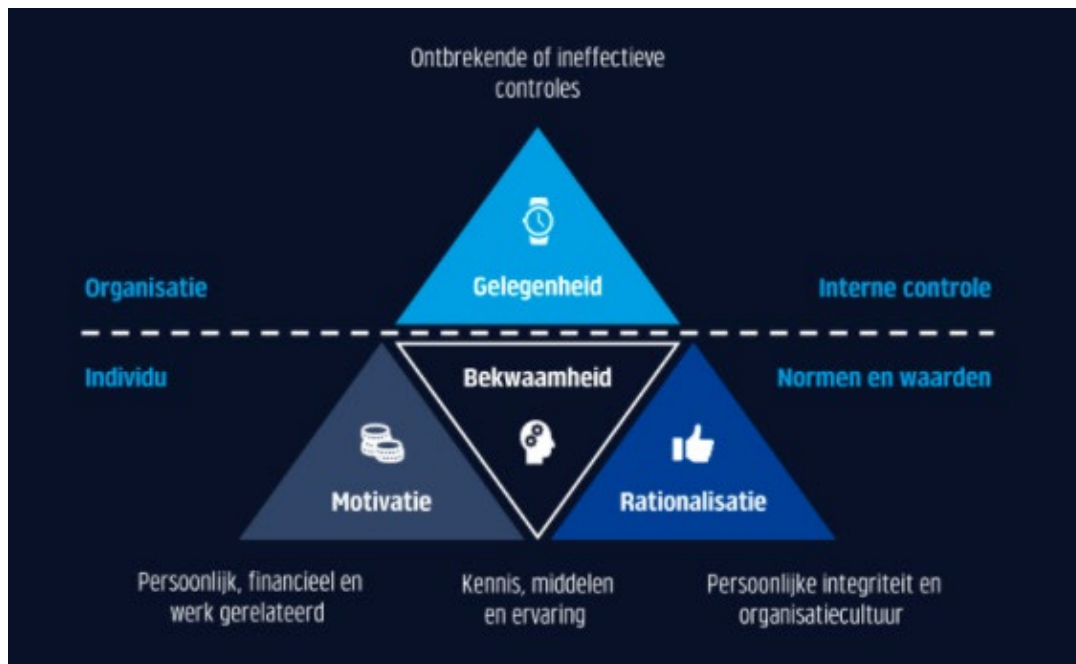 Ontbrekende of ineffectieve
controles
Gelegenheid
Organisatie
Interne controle
Individu
Bekwaamheid
Normen en waarden
Motivatie
Rationalisatie
Persoonlijk, financieel en
werk gerelateerd
Kennis, middelen
en ervaring
Persoonlijke integriteit en
organisatiecultuur